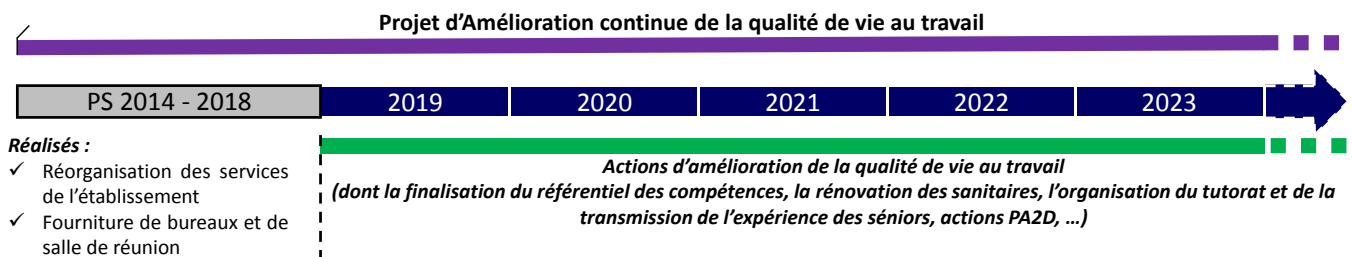 Projet d'Amélioration continue de la qualité de vie au travail
PS 2014 - 2018 2019 2020 2021 2022 2023
Réalisés :
✓ Réorganisation des services
de l'établissement
✓ Fourniture de bureaux et de
salle de réunion
Actions d'amélioration de la qualité de vie au travail
(dont la finalisation du référentiel des compétences, la rénovation des sanitaires, l'organisation du tutorat et de la
transmission de l'expérience des séniors, actions PA2D, ...)